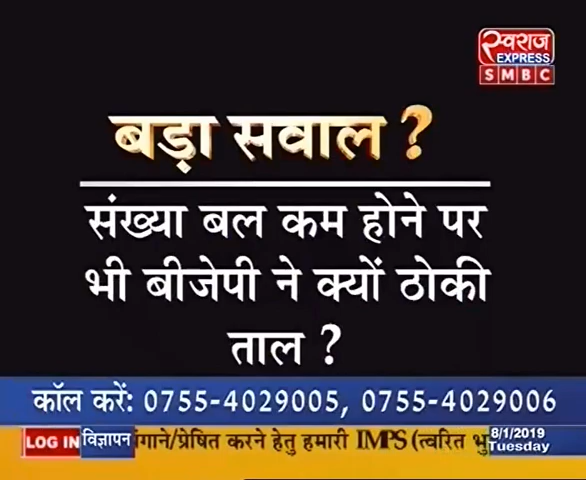 स्वराज
EXPRESS
SMBC
बड़ा सवाल ?
संख्या बल कम होने पर
भी बीजेपी ने क्यों ठोकी
ताल ?
कॉल करें: 0755-4029005, 0755-4029006
LOG IN विज्ञापन प्रेषित करने हेतु हमारी IMPS (त्वरित
8/1/2019
Tuesday